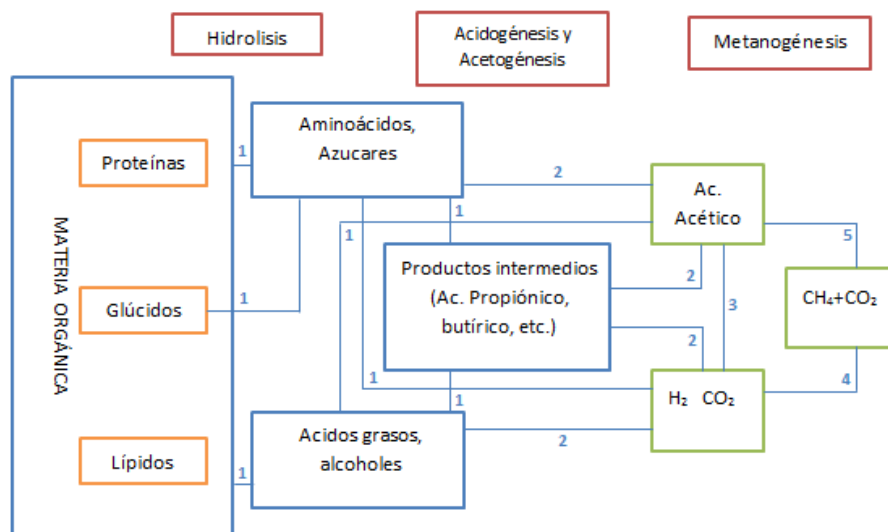 Hidrolisis
Acidogénesis y
Acetogénesis
Metanogénesis
MATERIA ORGÁNICA
Proteínas
Glúcidos
Lípidos
1
1
1
Aminoácidos,
Azucares
Productos intermedios
(Ac. Propiónico,
butírico, etc.)
Acidos grasos,
alcoholes
2
1
1
2
2
1
1
2
3
Ac.
Acético
H₂ CO₂
5
4
CH₄+CO₂